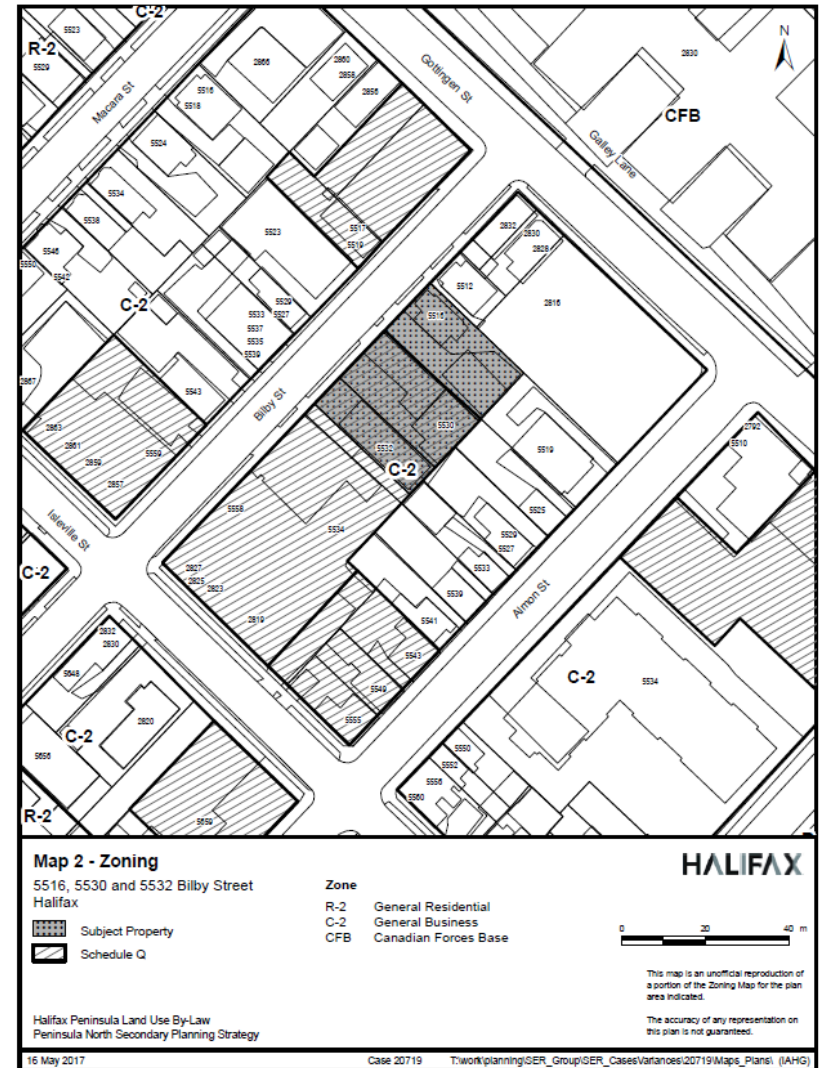 C-2
5523
R-2
5529
Macara St
2866
2860
2858
2856
Gottingen St
2830
N
CFB
Galley Lane
5516
5518
5524
5534
5538
5546
5542
5550
5523
5517
5519
2832
2830
2828
5512
2816
5516
C-2
5529
5533
5527
5537
5535
5539
5543
Bilby St
2867
2863
2861
2859
2857
5559
5530
5532
C-2
5519
2792
5510
5525
5529
5527
5533
5539
5541
5543
5549
5555
5558
5534
2827
2825
2823
2819
Isleville St
C-2
Almon St
2832
2830
5648
2820
C-2
5656
R-2
5659
C-2
5534
5550
5552
5556
5560
Map 2 - Zoning
5516, 5530 and 5532 Bilby Street
Halifax
Subject Property
Schedule Q
Zone
R-2 General Residential
C-2 General Business
CFB Canadian Forces Base
HALIFAX
0 20 40 m
This map is an unofficial reproduction of
a portion of the Zoning Map for the plan
area indicated.
The accuracy of any representation on
this plan is not guaranteed.
Halifax Peninsula Land Use By-Law
Peninsula North Secondary Planning Strategy
16 May 2017 Case 20719 T:\work\planning\SER_Group\SER_CasesVariances\20719\Maps_Plans\ (IAHG)